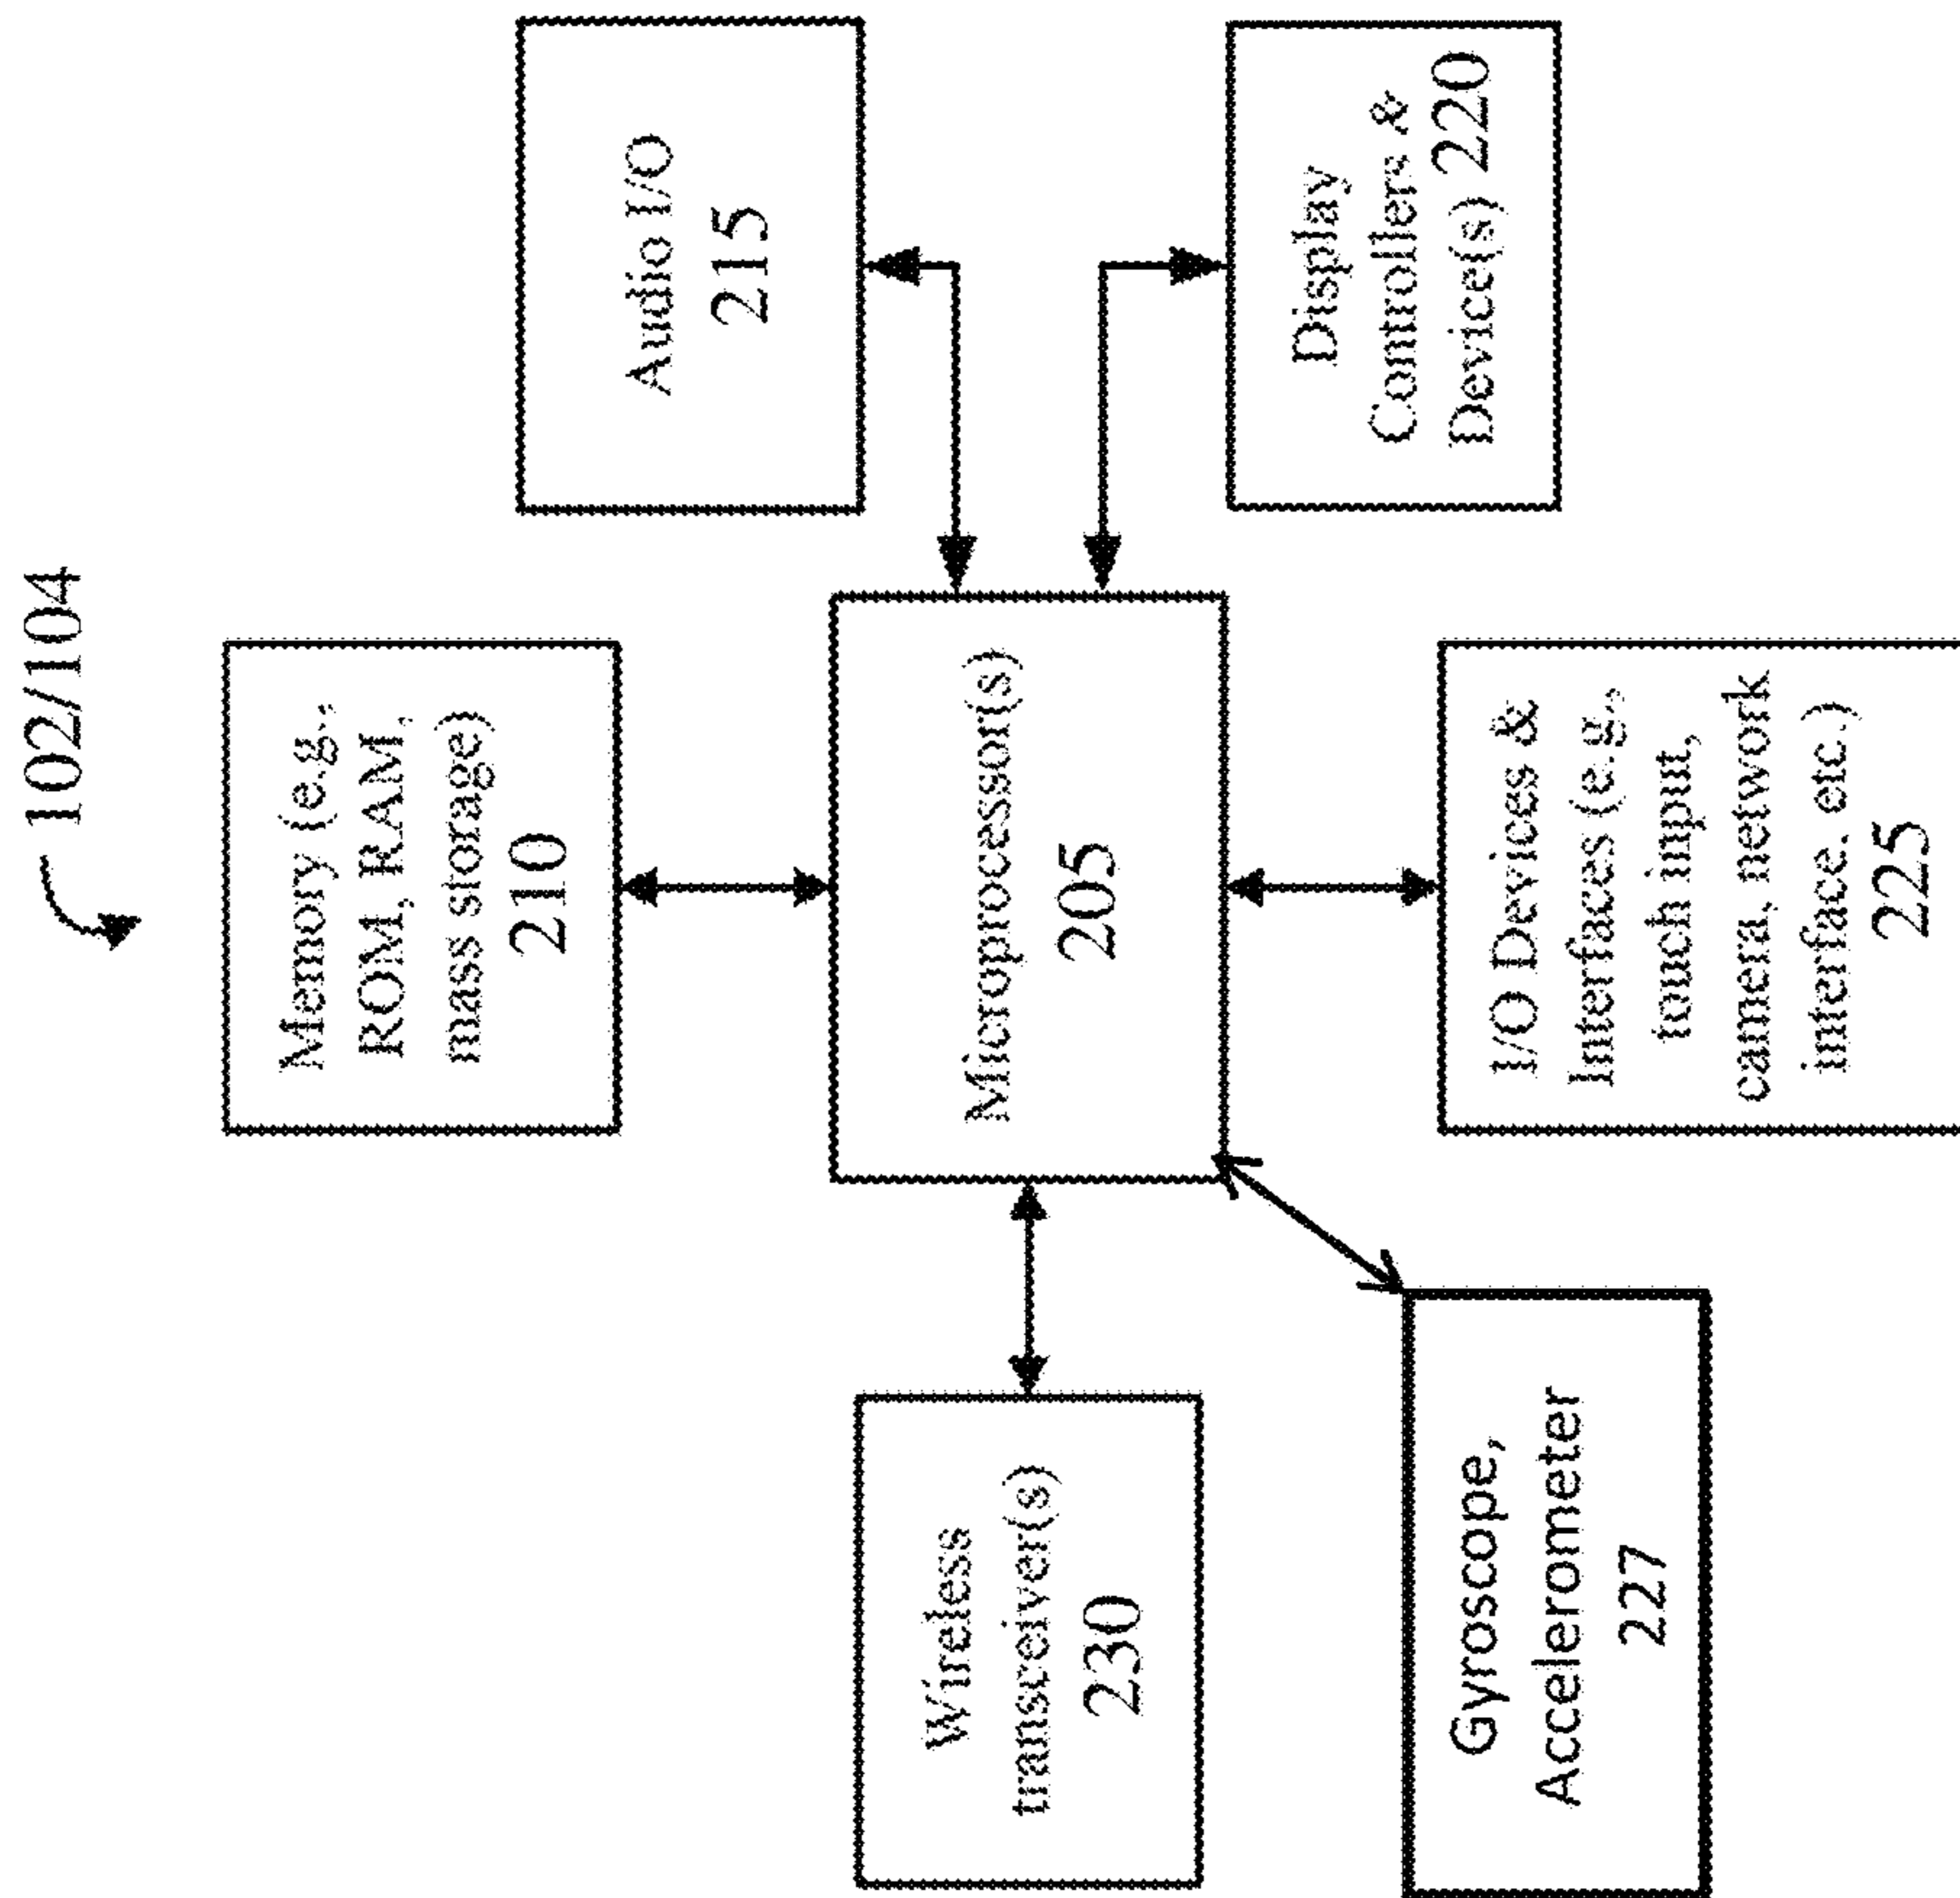 102/104
Memory (e.g.,
ROM, RAM,
mass storage)
210
Audio I/O
215
Wireless
transceiver(s)
230
Microprocessor(s)
205
Display
Controllers &
Device(s) 220
Gyroscope,
Accelerometer
227
I/O Devices &
Interfaces (e.g.,
touch input,
camera, network
interface, etc.)
225